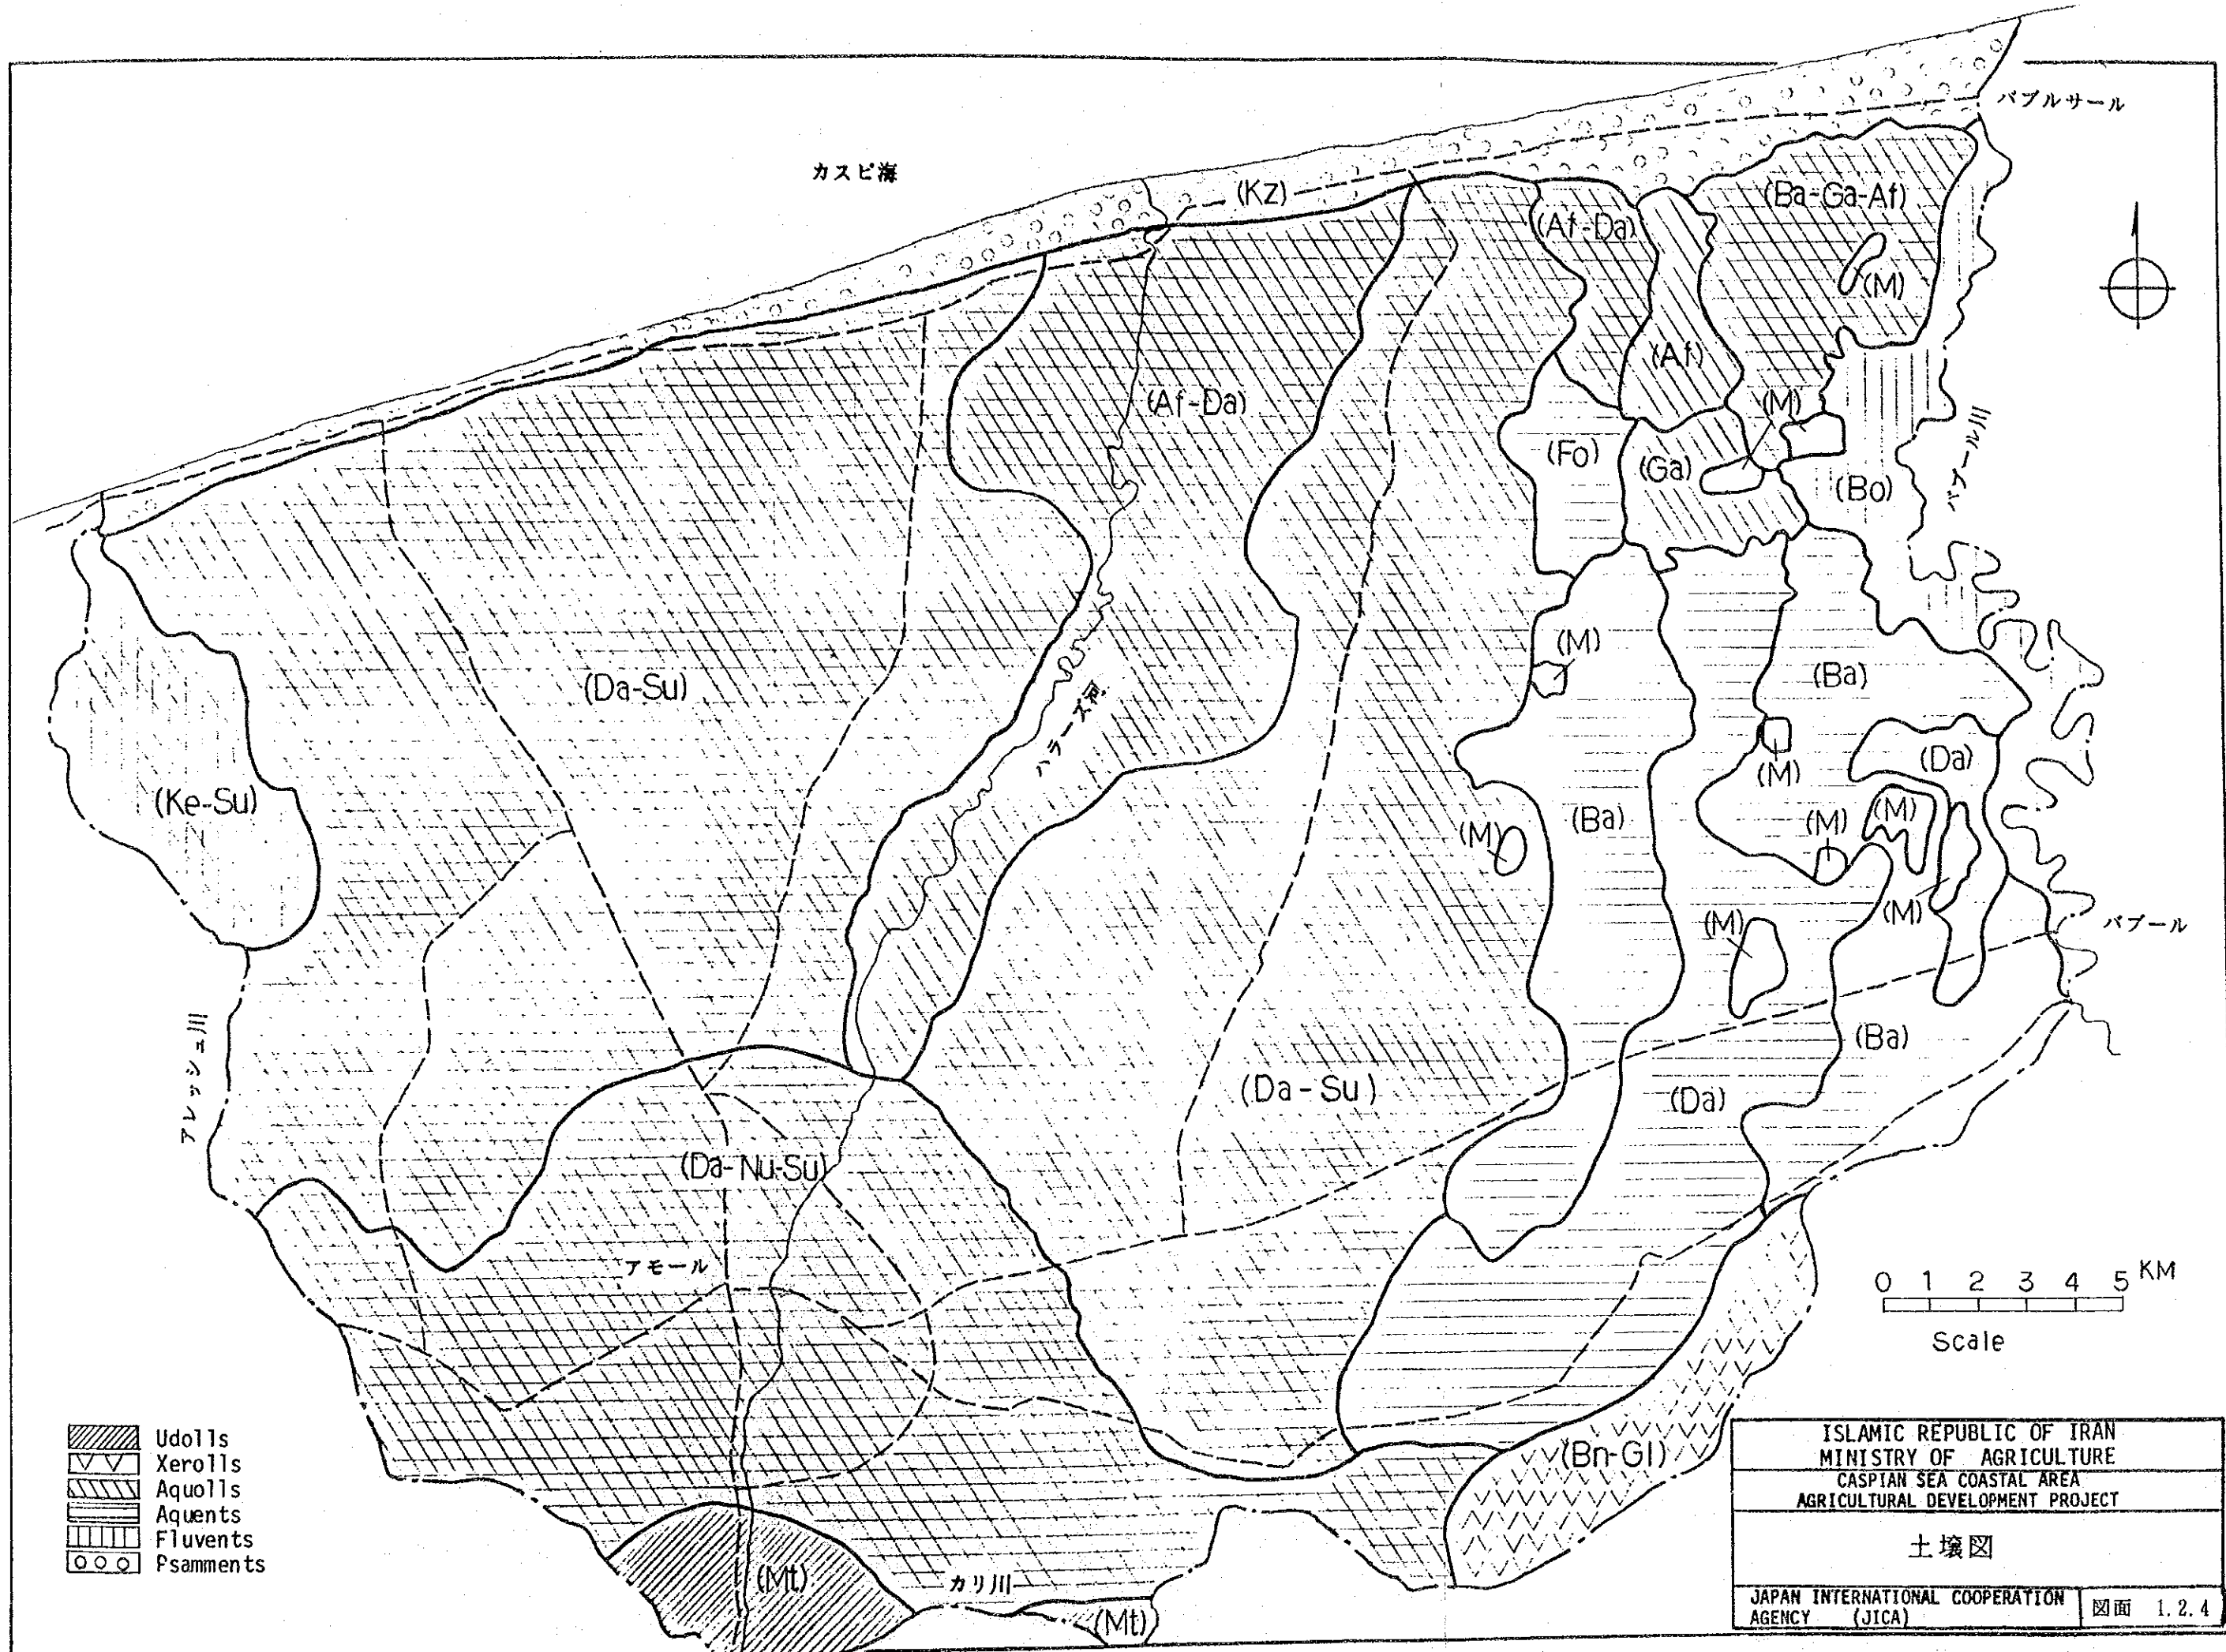 バブルサール
カスピ海
(Kz)
(Af-Da)
(Ba-Ga-Af)
(M)
(Af)
(Af-Da)
(M)
(Fo)
(Ga)
(Bo)
バブール川
(M)
(Ba)
(Da-Su)
ハラーズ河
(M)
(Da)
(Ke-Su)
(M)
(Ba)
(M)
(M)
(M)
(M)
バブール
アレッシュ川
(Ba)
(Da-Su)
(Da)
(Da-Nu-Su)
アモール
0 1 2 3 4 5 KM
Scale
Udolls
Xerolls
Aquolls
Aquents
Fluvents
Psamments
(Bn-Gl)
(Mt)
カリ川
(Mt)
ISLAMIC REPUBLIC OF IRAN
MINISTRY OF AGRICULTURE
CASPIAN SEA COASTAL AREA
AGRICULTURAL DEVELOPMENT PROJECT
土壌図
JAPAN INTERNATIONAL COOPERATION
AGENCY (JICA)
図面 1.2.4